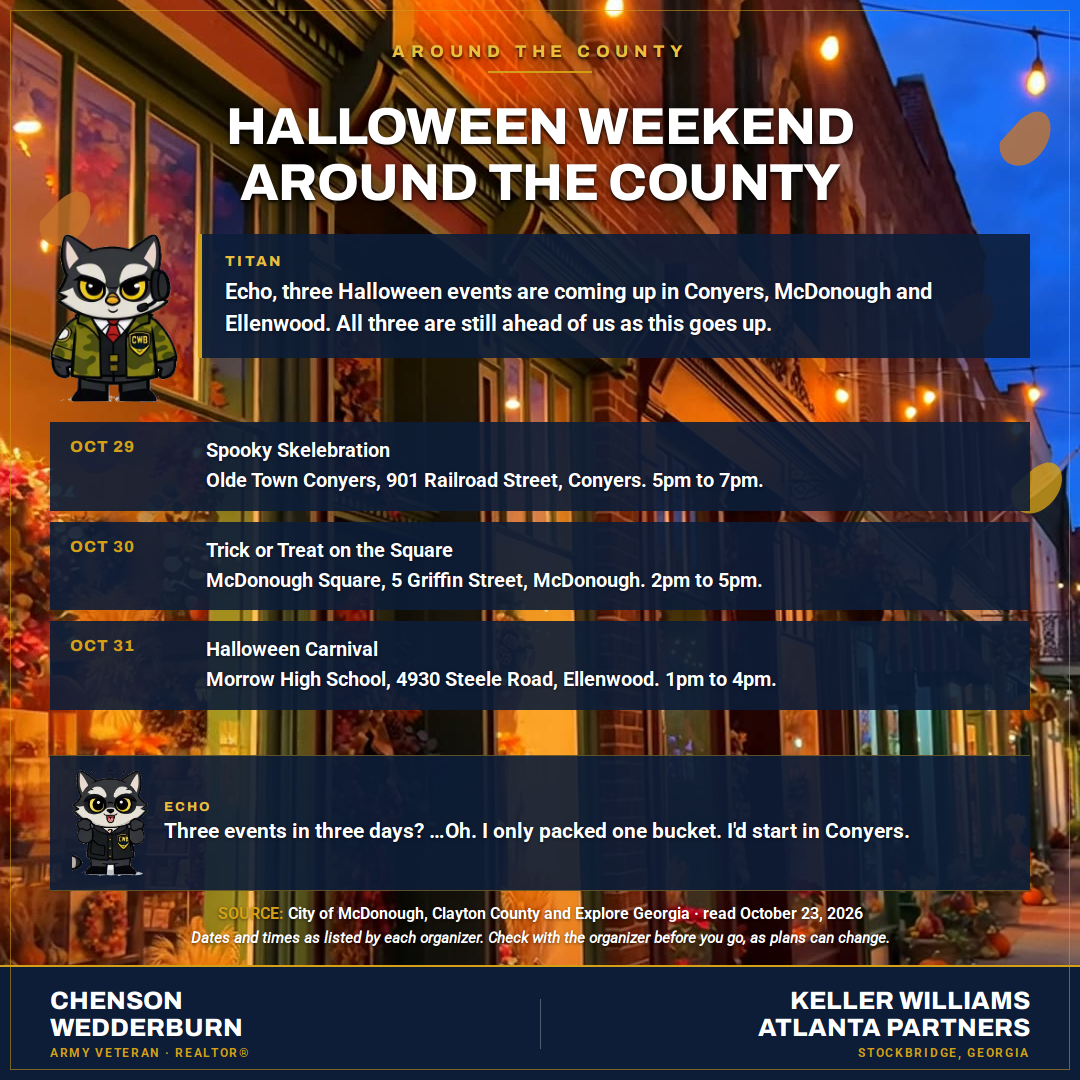 AROUND THE COUNTY
HALLOWEEN WEEKEND
AROUND THE COUNTY
TITAN
Echo, three Halloween events are coming up in Conyers, McDonough and
Ellenwood. All three are still ahead of us as this goes up.
CWB
OCT 29
Spooky Skelebration
Olde Town Conyers, 901 Railroad Street, Conyers. 5pm to 7pm.
OCT 30
Trick or Treat on the Square
McDonough Square, 5 Griffin Street, McDonough. 2pm to 5pm.
OCT 31
Halloween Carnival
Morrow High School, 4930 Steele Road, Ellenwood. 1pm to 4pm.
ECHO
Three events in three days? ...Oh. I only packed one bucket. I'd start in Conyers.
CWB
SOURCE: City of McDonough, Clayton County and Explore Georgia · read October 23, 2026
Dates and times as listed by each organizer. Check with the organizer before you go, as plans can change.
CHENSON
WEDDERBURN
ARMY VETERAN · REALTOR®
KELLER WILLIAMS
ATLANTA PARTNERS
STOCKBRIDGE, GEORGIA